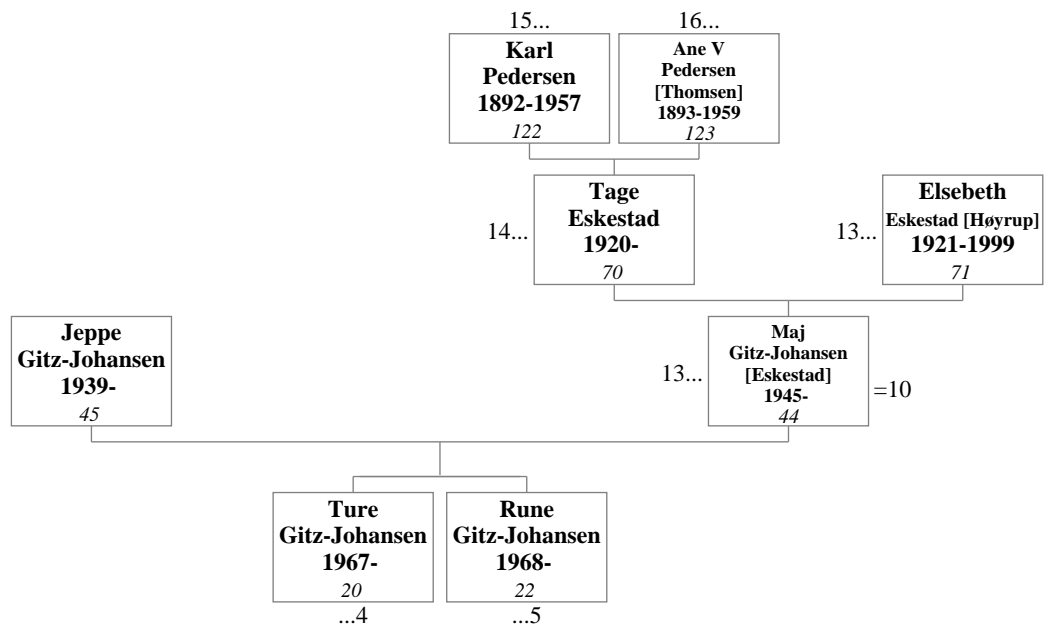 15...
Karl
Pedersen
1892-1957
122
16...
Ane V
Pedersen
[Thomsen]
1893-1959
123
14...
Tage
Eskestad
1920-
70
13...
Elsebeth
Eskestad [Høyrup]
1921-1999
71
Jeppe
Gitz-Johansen
1939-
45
13...
Maj
Gitz-Johansen
[Eskestad]
1945-
44
=10
Ture
Gitz-Johansen
1967-
20
...4
Rune
Gitz-Johansen
1968-
22
...5